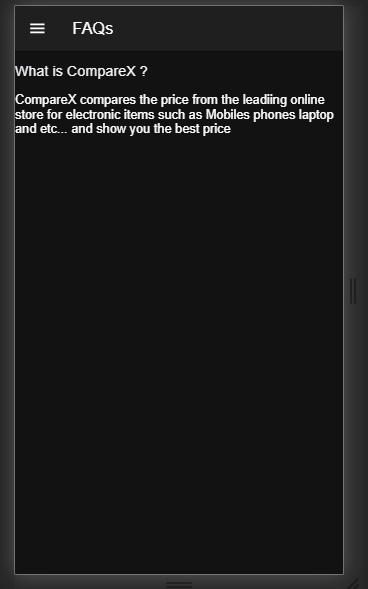 FAQs
What is CompareX ?
CompareX compares the price from the leadiing online
store for electronic items such as Mobiles phones laptop
and etc... and show you the best price